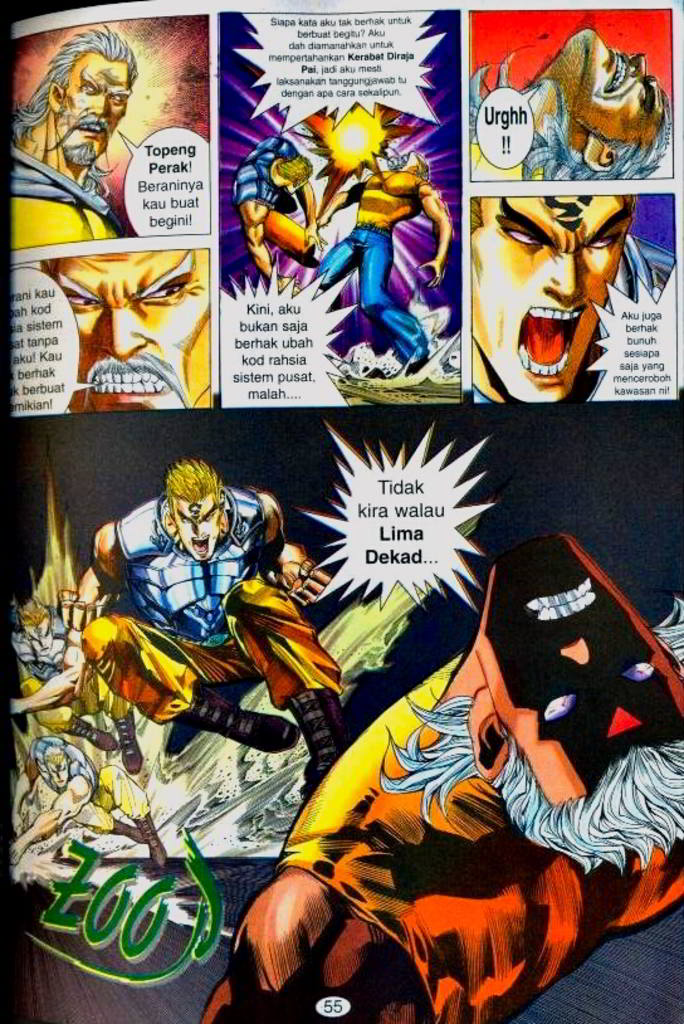 Topeng
Perak!
Beraninya
kau buat
begini!
rani kau
ah kod
ia sistem
at tanpa
aku! Kau
berhak
berbuat
mikian!
Siapa kata aku tak berhak untuk
berbuat begitu? Aku
dah diamanahkan untuk
mempertahankan Kerabat Diraja
Pai, jadi aku mesti
laksanakan tanggungjawab tu
dengan apa cara sekalipun.
Kini, aku
bukan saja
berhak ubah
kod rahsia
sistem pusat,
malah....
Urghh
!!
Aku juga
berhak
bunuh
sesiapa
saja yang
menceroboh
kawasan ni!
Tidak
kira walau
Lima
Dekad...
ZOO
55